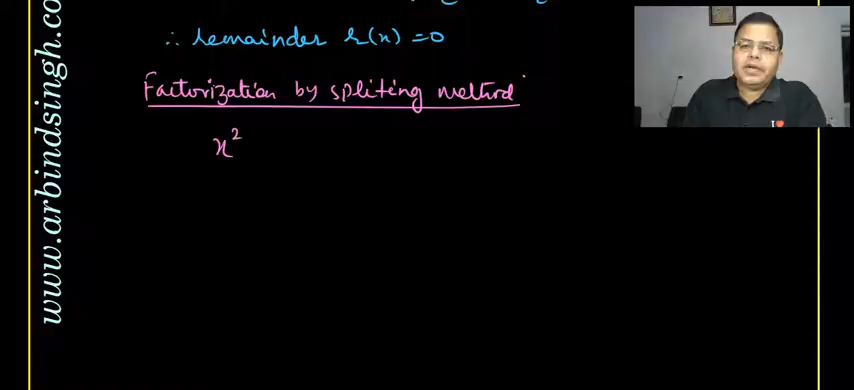 ∴ remainder r(x) = 0
Factorization by spliting method
x²
www.arbindsingh.co
I ❤